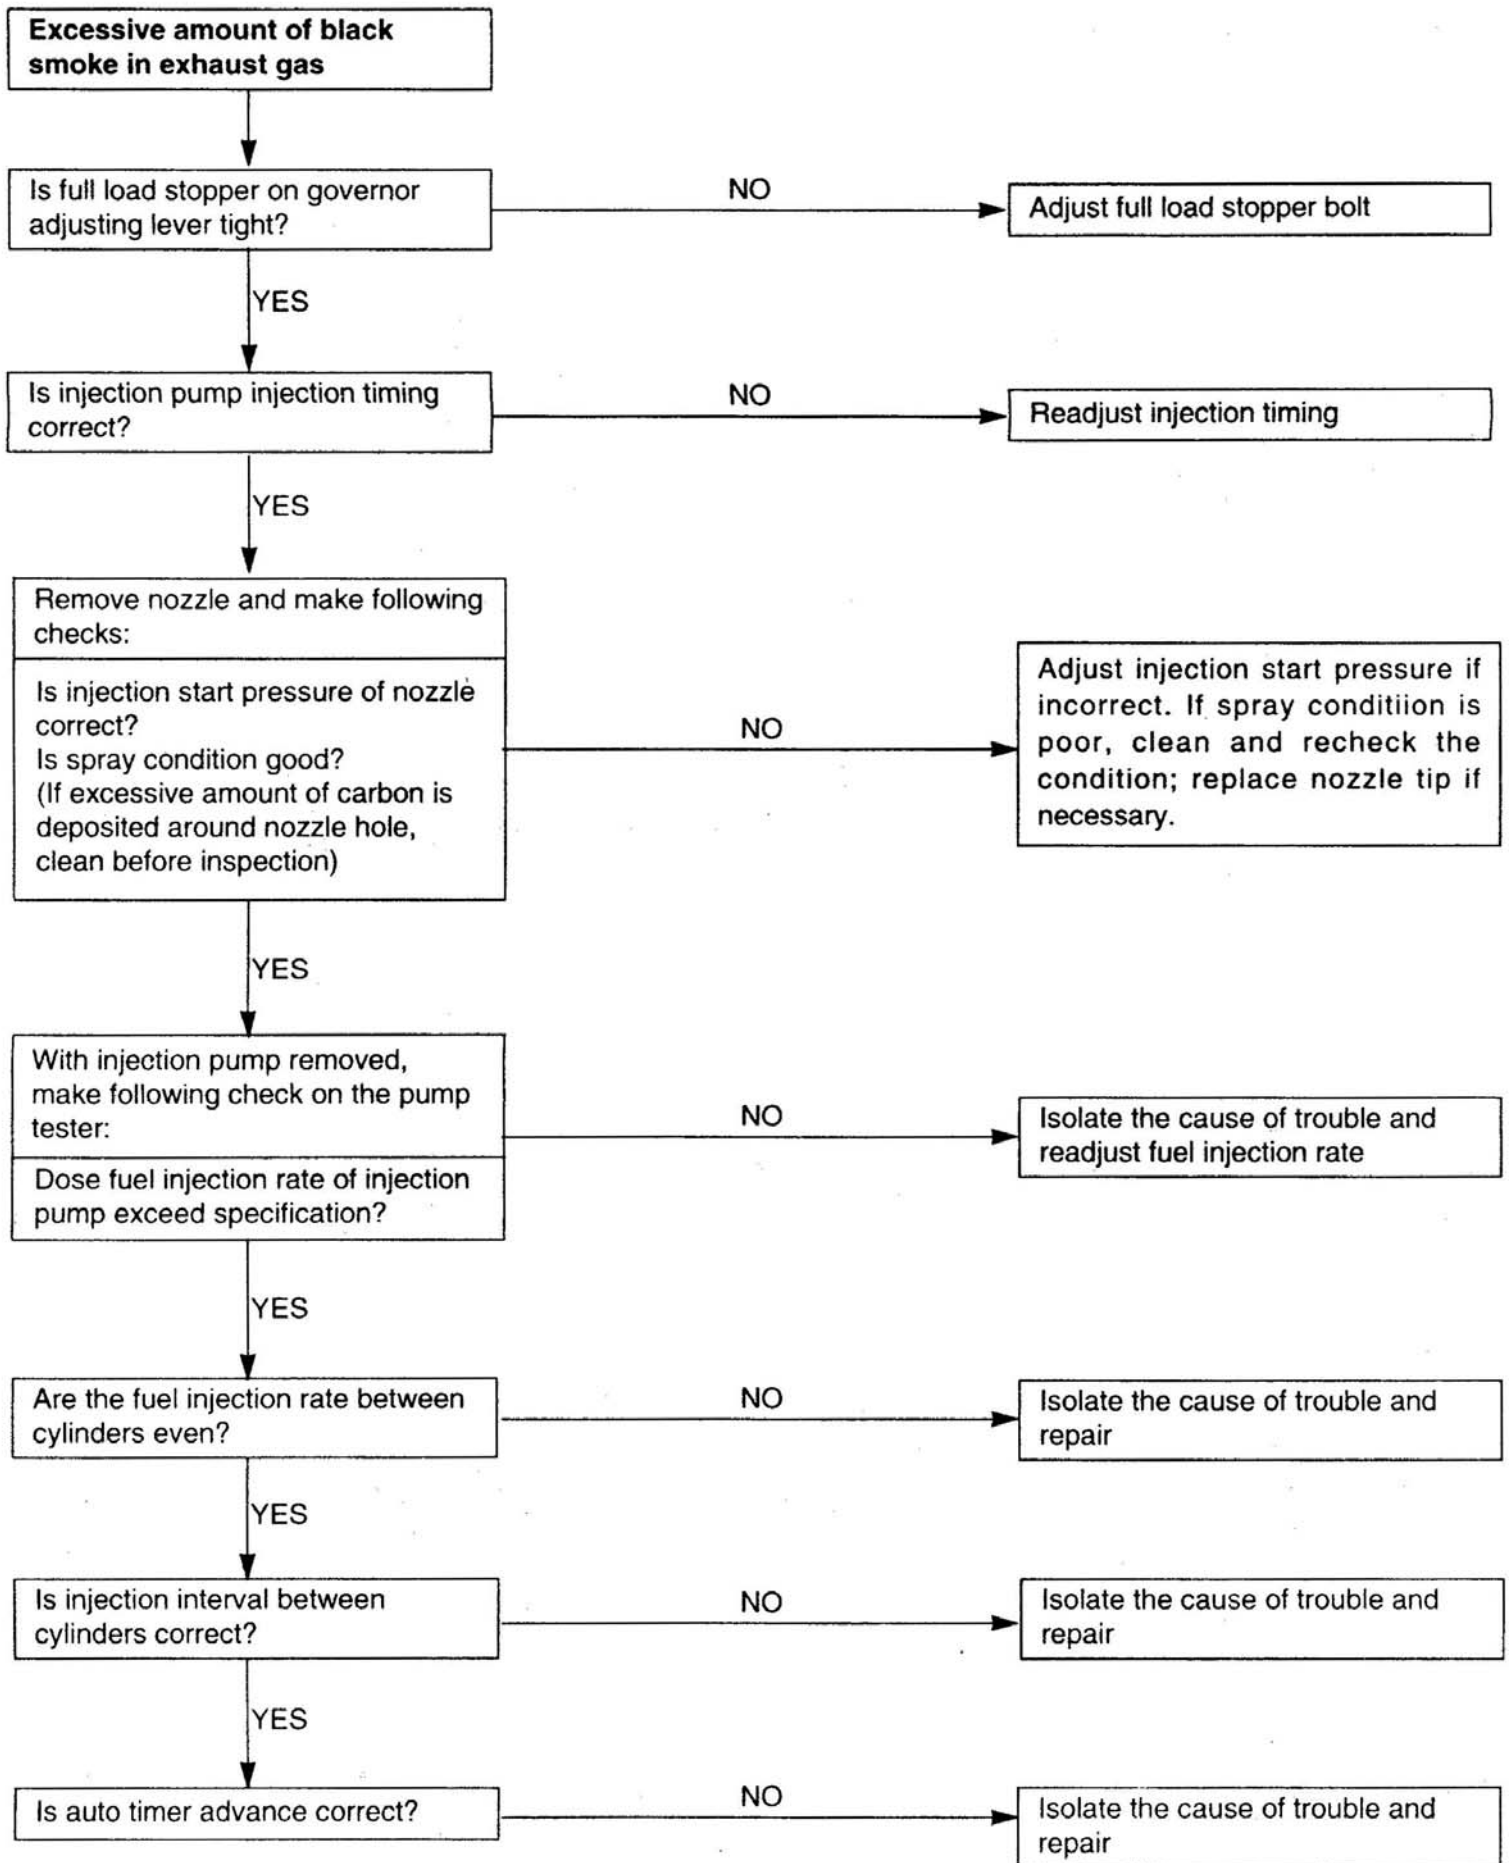 Excessive amount of black
smoke in exhaust gas
Is full load stopper on governor
adjusting lever tight?
NO
Adjust full load stopper bolt
YES
Is injection pump injection timing
correct?
NO
Readjust injection timing
YES
Remove nozzle and make following
checks:
Is injection start pressure of nozzle
correct?
Is spray condition good?
(If excessive amount of carbon is
deposited around nozzle hole,
clean before inspection)
NO
Adjust injection start pressure if
incorrect. If spray conditiion is
poor, clean and recheck the
condition; replace nozzle tip if
necessary.
YES
With injection pump removed,
make following check on the pump
tester:
Dose fuel injection rate of injection
pump exceed specification?
NO
Isolate the cause of trouble and
readjust fuel injection rate
YES
Are the fuel injection rate between
cylinders even?
NO
Isolate the cause of trouble and
repair
YES
Is injection interval between
cylinders correct?
NO
Isolate the cause of trouble and
repair
YES
Is auto timer advance correct?
NO
Isolate the cause of trouble and
repair